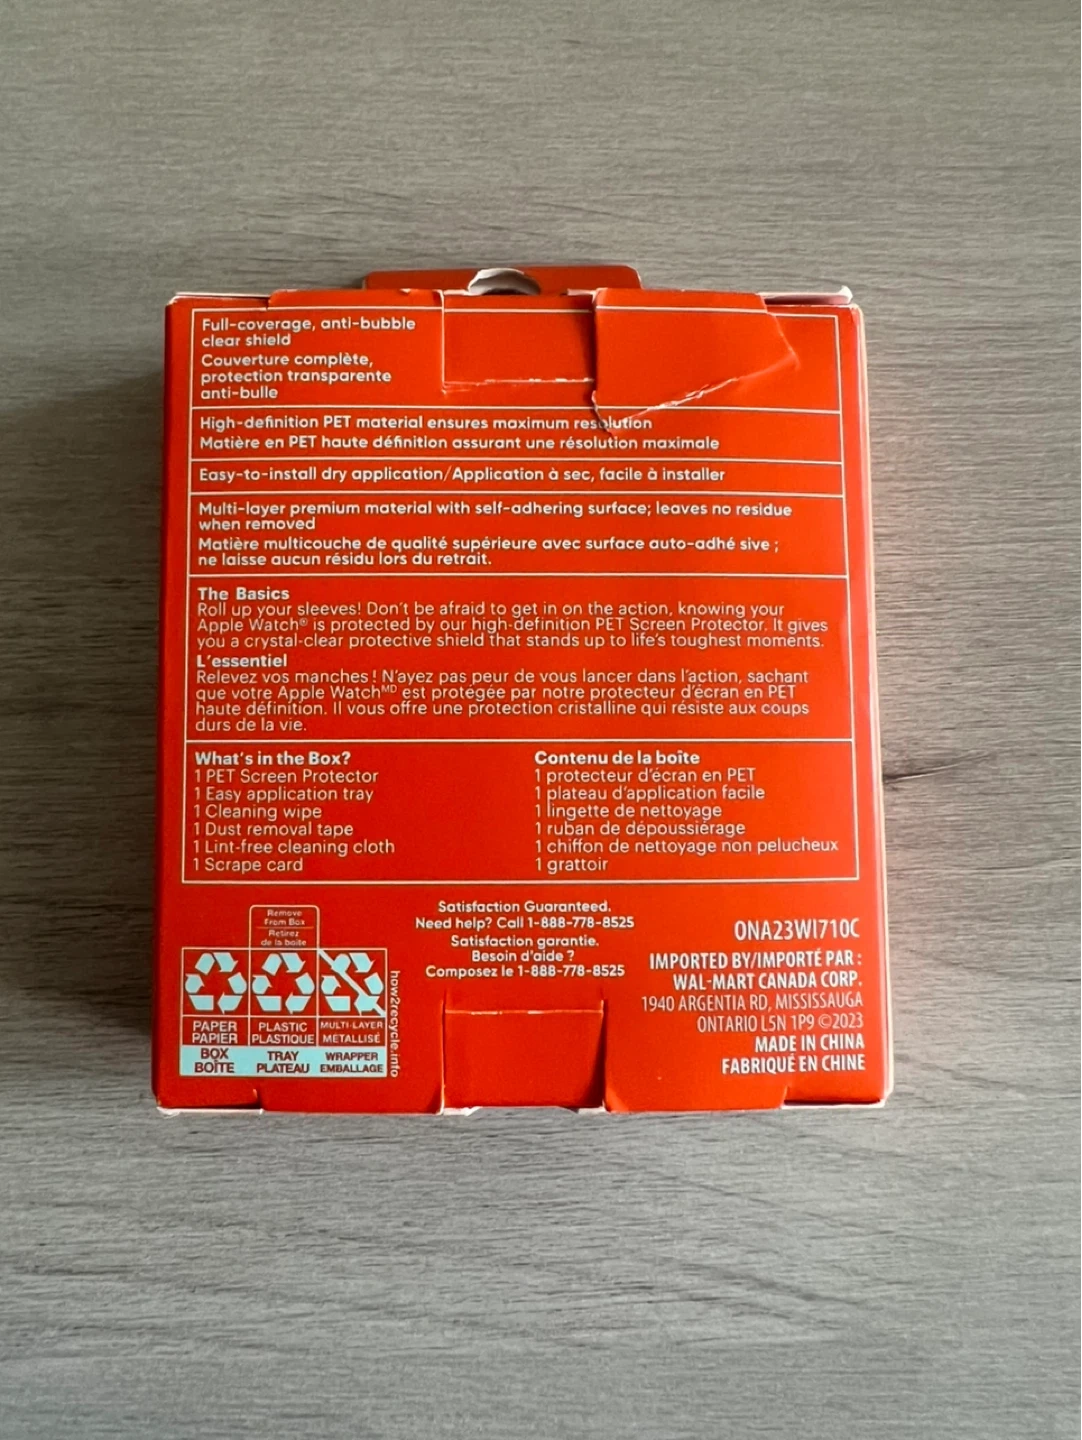 Full-coverage, anti-bubble
clear shield
Couverture complète,
protection transparente
anti-bulle
High-definition PET material ensures maximum resolution
Matière en PET haute définition assurant une résolution maximale
Easy-to-install dry application/Application à sec, facile à installer
Multi-layer premium material with self-adhering surface; leaves no residue
when removed
Matière multicouche de qualité supérieure avec surface auto-adhé sive ;
ne laisse aucun résidu lors du retrait.
The Basics
Roll up your sleeves! Don't be afraid to get in on the action, knowing your
Apple Watch® is protected by our high-definition PET Screen Protector. It gives
you a crystal-clear protective shield that stands up to life's toughest moments.
L'essentiel
Relevez vos manches ! N'ayez pas peur de vous lancer dans l'action, sachant
que votre Apple Watchᴹᴰ est protégée par notre protecteur d'écran en PET
haute définition. Il vous offre une protection cristalline qui résiste aux coups
durs de la vie.
What's in the Box?
1 PET Screen Protector
1 Easy application tray
1 Cleaning wipe
1 Dust removal tape
1 Lint-free cleaning cloth
1 Scrape card
Contenu de la boîte
1 protecteur d'écran en PET
1 plateau d'application facile
1 lingette de nettoyage
1 ruban de dépoussiérage
1 chiffon de nettoyage non pelucheux
1 grattoir
Remove
From Box
Retirez
de la boîte
PAPER
PAPIER
BOX
BOÎTE
PLASTIC
PLASTIQUE
TRAY
PLATEAU
MULTI-LAYER
MÉTALLISÉ
WRAPPER
EMBALLAGE
how2recycle.info
Satisfaction Guaranteed.
Need help? Call 1-888-778-8525
Satisfaction garantie.
Besoin d'aide ?
Composez le 1-888-778-8525
ONA23WI710C
IMPORTED BY/IMPORTÉ PAR :
WAL-MART CANADA CORP.
1940 ARGENTIA RD, MISSISSAUGA
ONTARIO L5N 1P9 ©2023
MADE IN CHINA
FABRIQUÉ EN CHINE